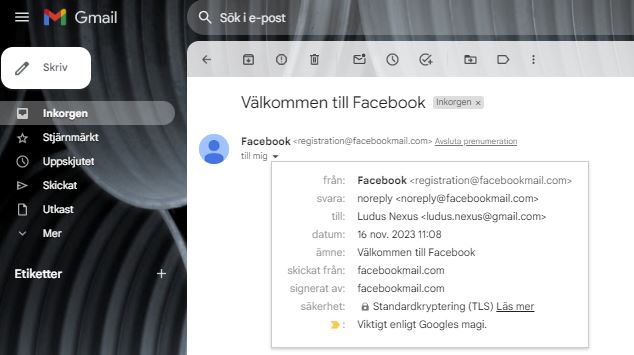 Gmail
Sök i e-post
Skriv
Inkorgen
Stjärnmärkt
Uppskjutet
Skickat
Utkast
Mer
Etiketter
Välkommen till Facebook Inkorgen x
Facebook <registration@facebookmail.com> Avsluta prenumeration
till mig
från: Facebook <registration@facebookmail.com>
svara: noreply <noreply@facebookmail.com>
till: Ludus Nexus <ludus.nexus@gmail.com>
datum: 16 nov. 2023 11:08
ämne: Välkommen till Facebook
skickat från: facebookmail.com
signerat av: facebookmail.com
säkerhet: Standardkryptering (TLS) Läs mer
: Viktigt enligt Googles magi.